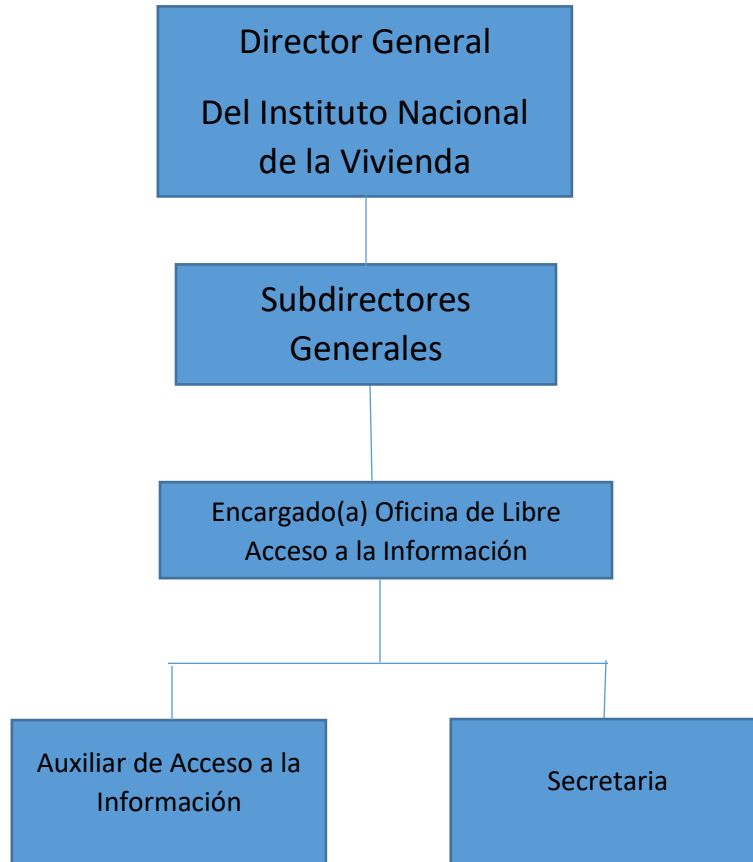 Director General
Del Instituto Nacional
de la Vivienda
Subdirectores
Generales
Encargado(a) Oficina de Libre
Acceso a la Información
Auxiliar de Acceso a la
Información
Secretaria